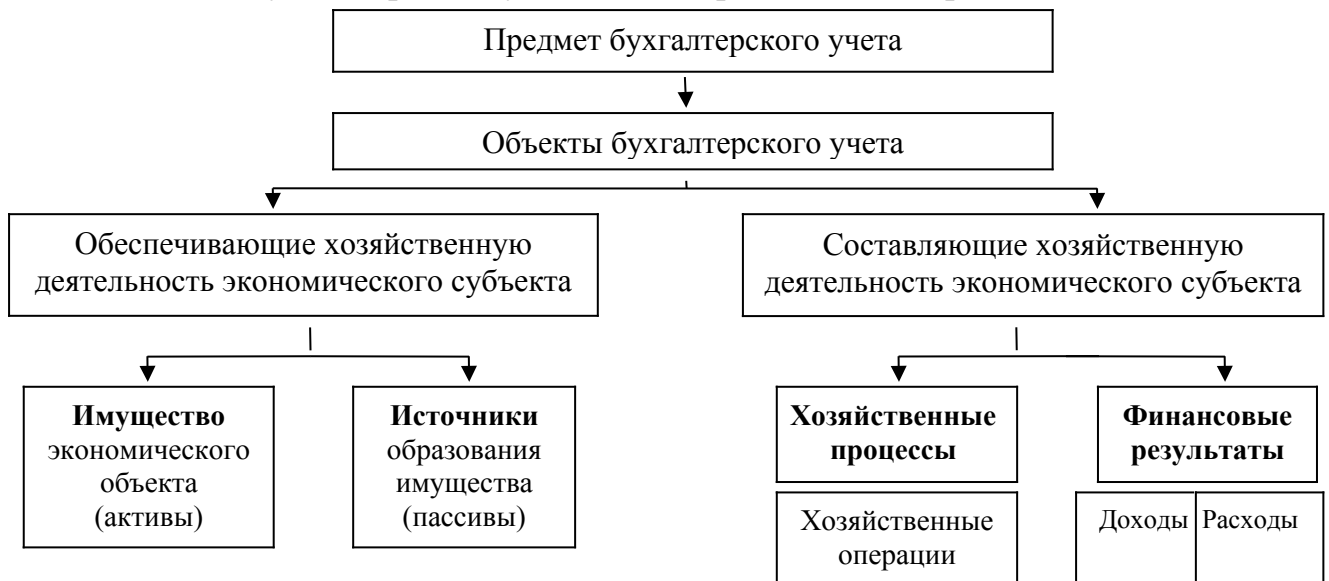 Предмет бухгалтерского учета
Объекты бухгалтерского учета
Обеспечивающие хозяйственную
деятельность экономического субъекта
Составляющие хозяйственную
деятельность экономического субъекта
Имущество
экономического
объекта
(активы)
Источники
образования
имущества
(пассивы)
Хозяйственные
процессы
Финансовые
результаты
Хозяйственные
операции
Доходы
Расходы